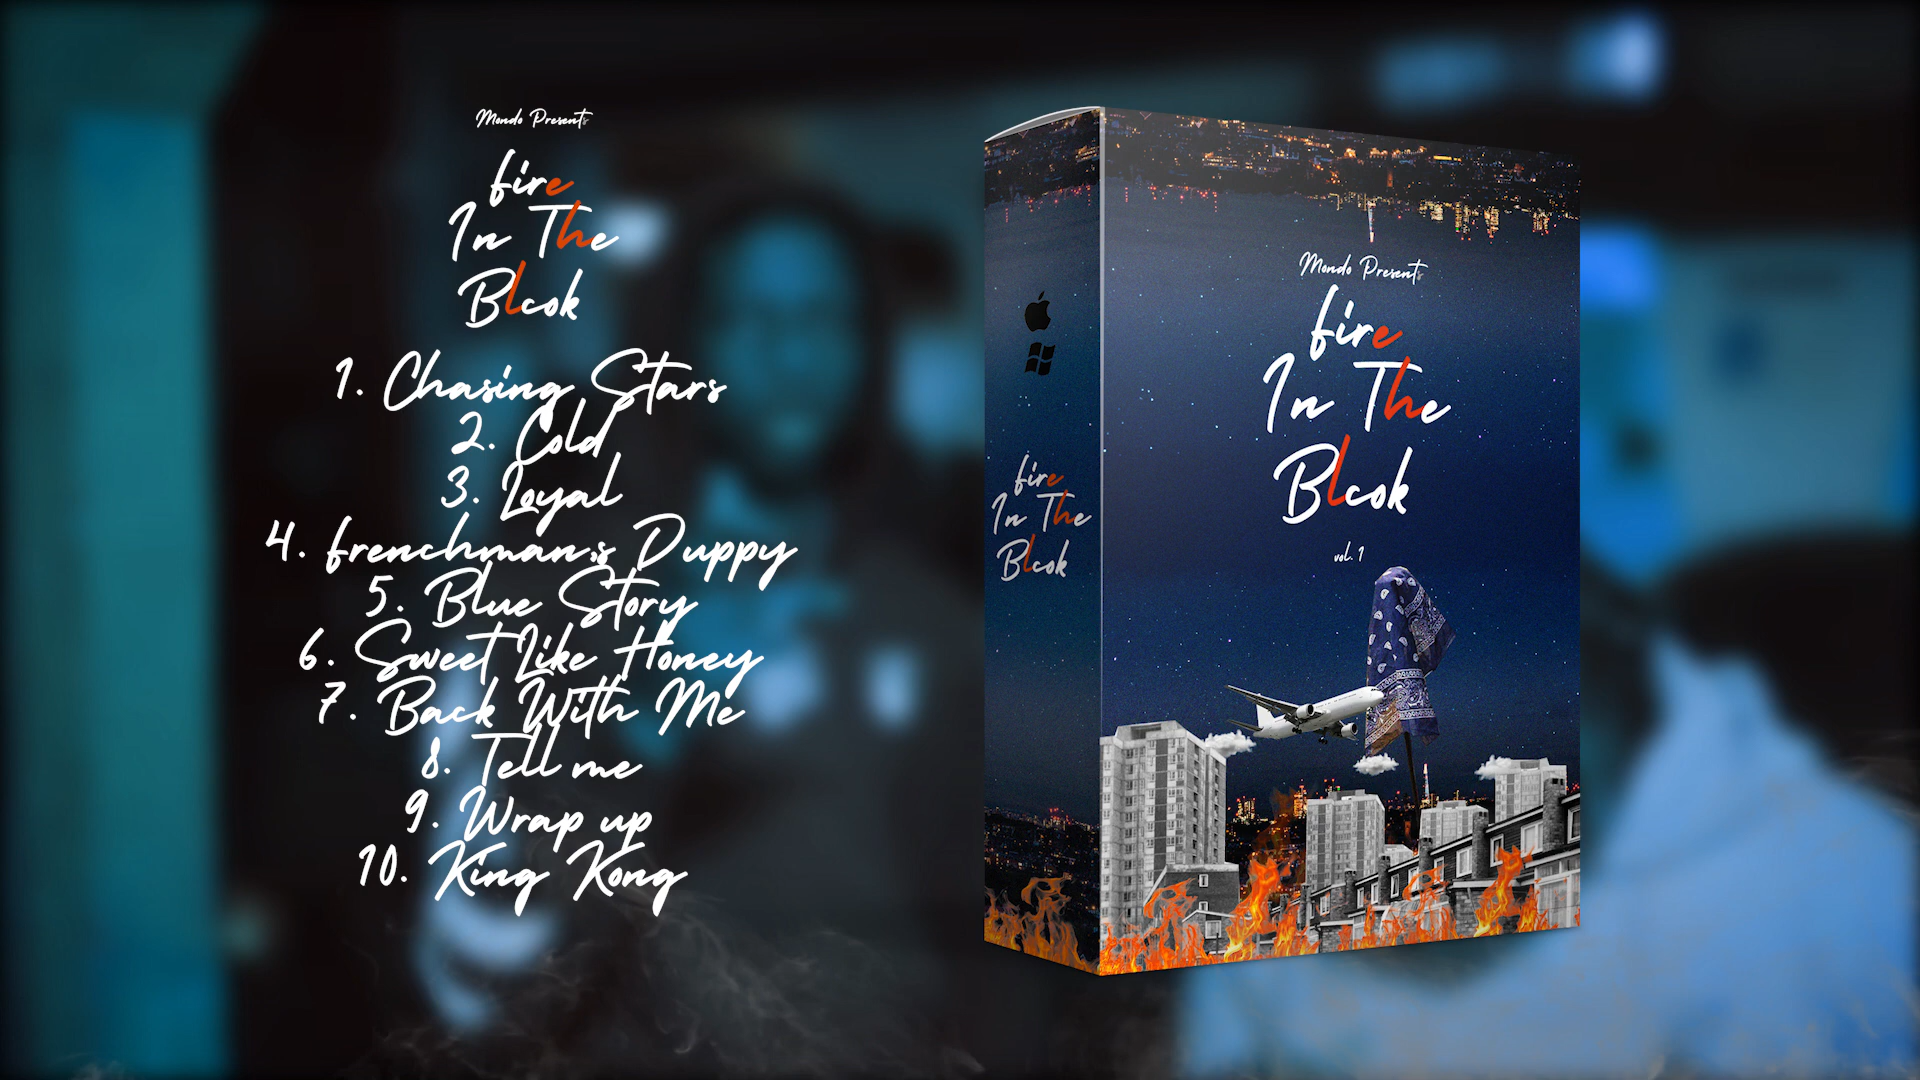 Mondo Presents
fire
In The
Blcok
1. Chasing Stars
2. Cold
3. Loyal
4. frenchman,s Duppy
5. Blue Story
6. Sweet Like Honey
7. Back With Me
8. Tell me
9. Wrap up
10. King Kong
fire
In The
Blcok
Mondo Presents
fire
In The
Blcok
vol. 1